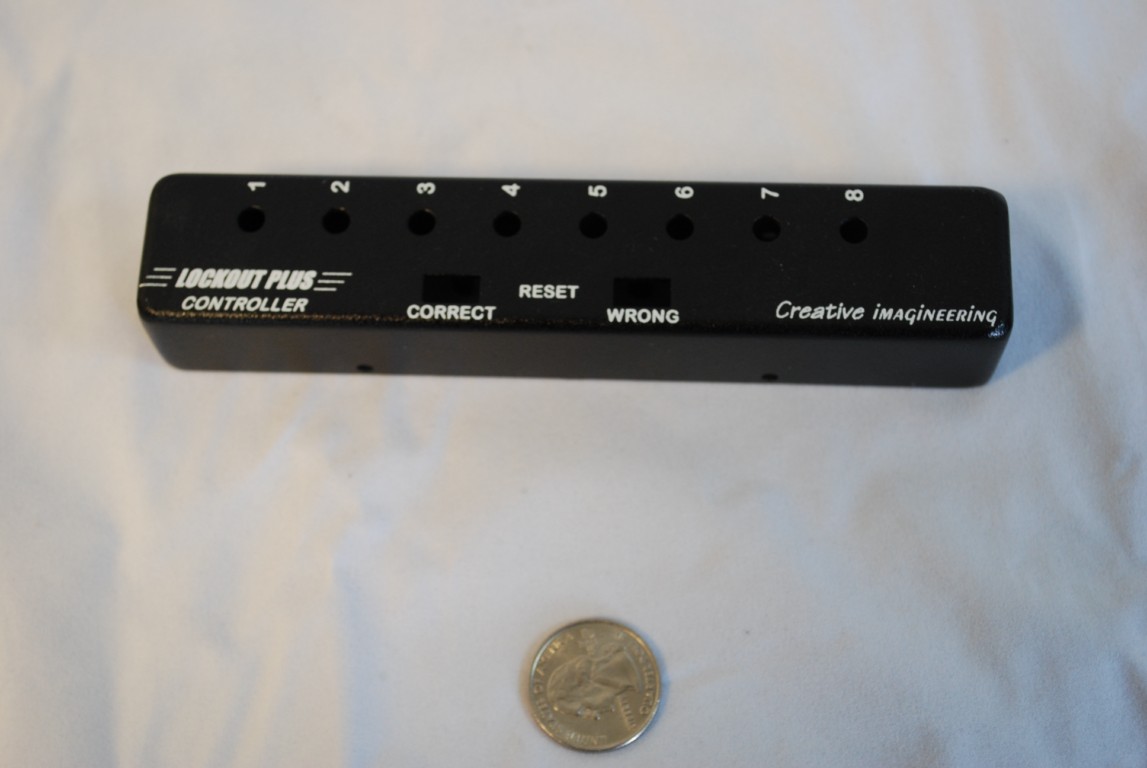 1 2 3 4 5 6 7 8
LOCKOUT PLUS
CONTROLLER
CORRECT
RESET
WRONG
Creative iMAGiNEERiNG